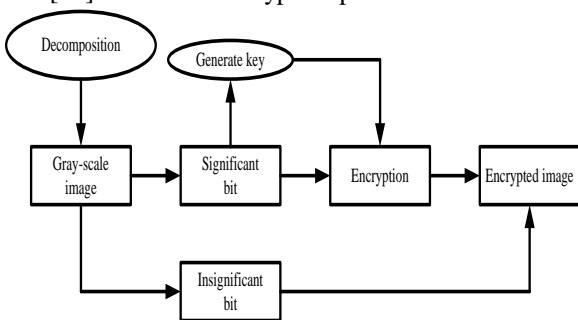 Decomposition
Generate key
Gray-scale
image
Significant
bit
Encryption
Encrypted image
Insignificant
bit